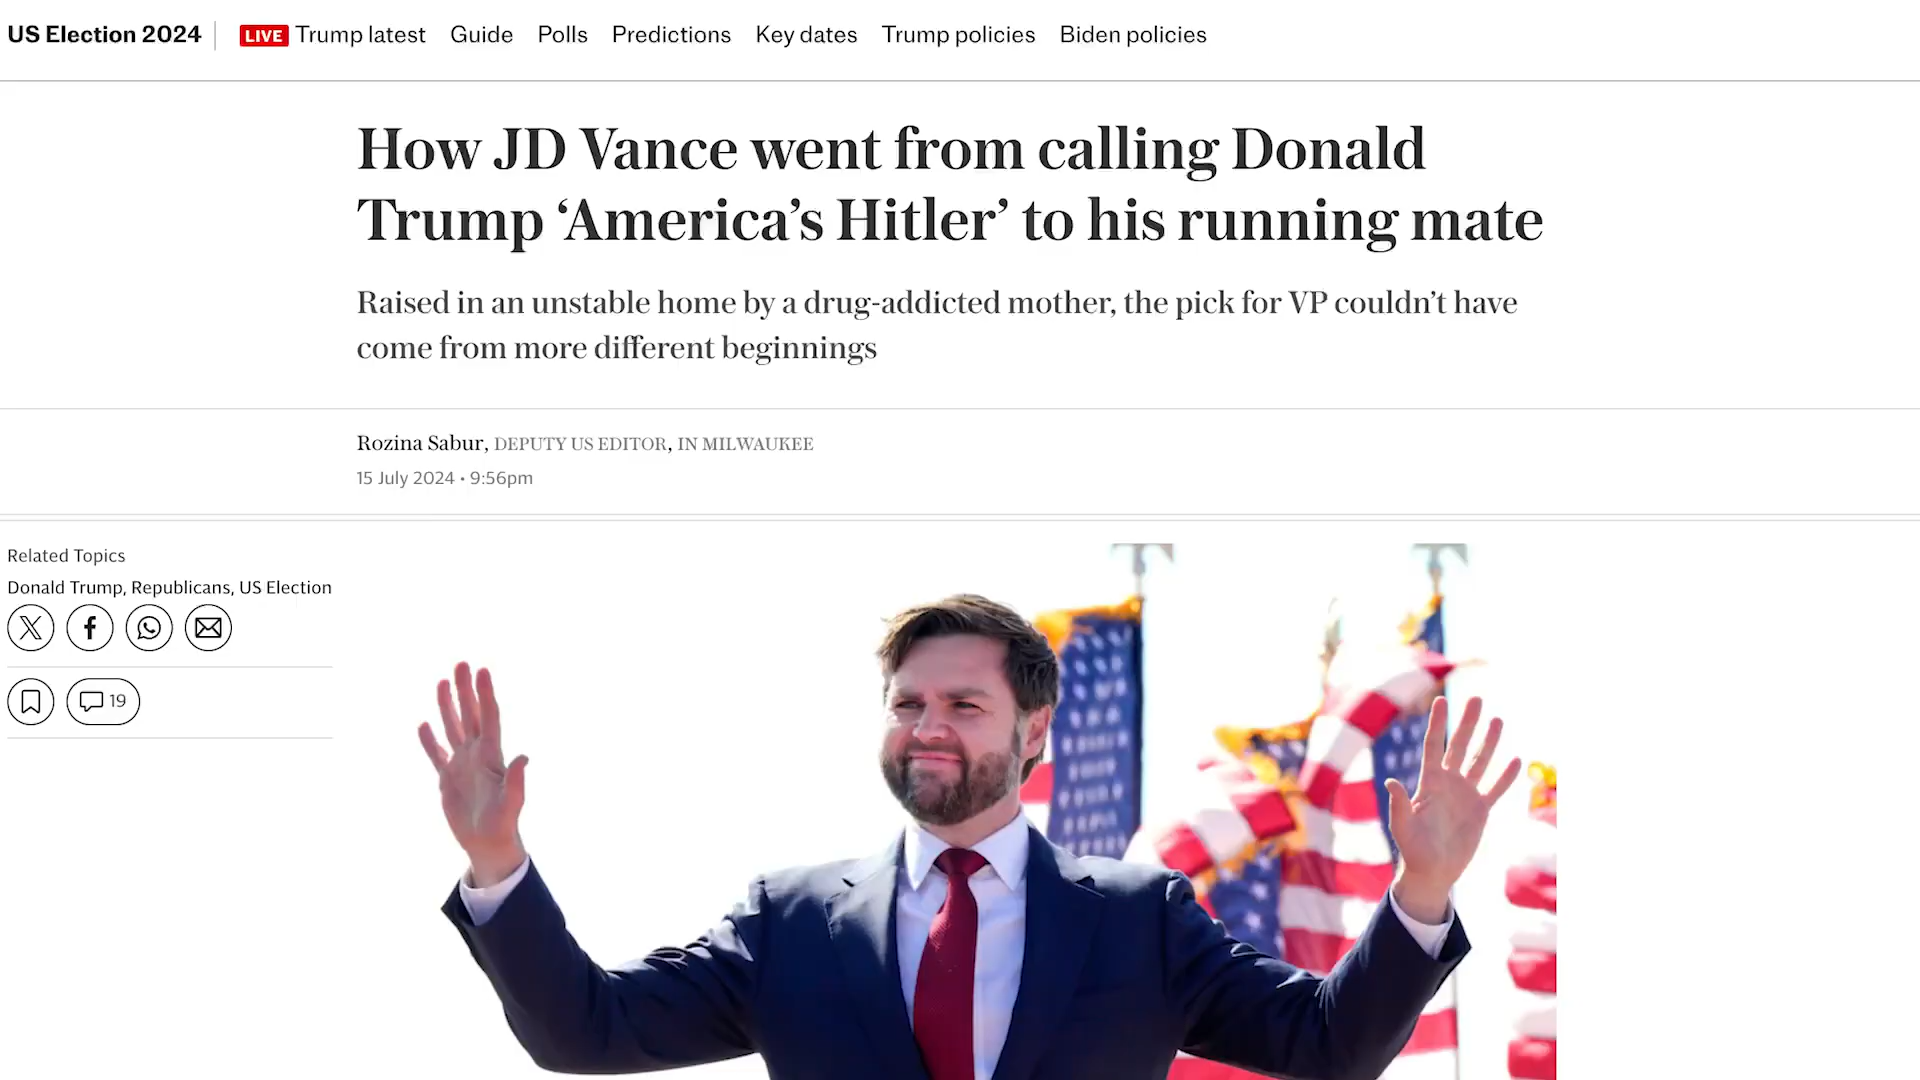 US Election 2024 LIVE Trump latest Guide Polls Predictions Key dates Trump policies Biden policies
How JD Vance went from calling Donald
Trump ‘America’s Hitler’ to his running mate
Raised in an unstable home by a drug-addicted mother, the pick for VP couldn’t have
come from more different beginnings
Rozina Sabur, DEPUTY US EDITOR, IN MILWAUKEE
15 July 2024 • 9:56pm
Related Topics
Donald Trump, Republicans, US Election
19